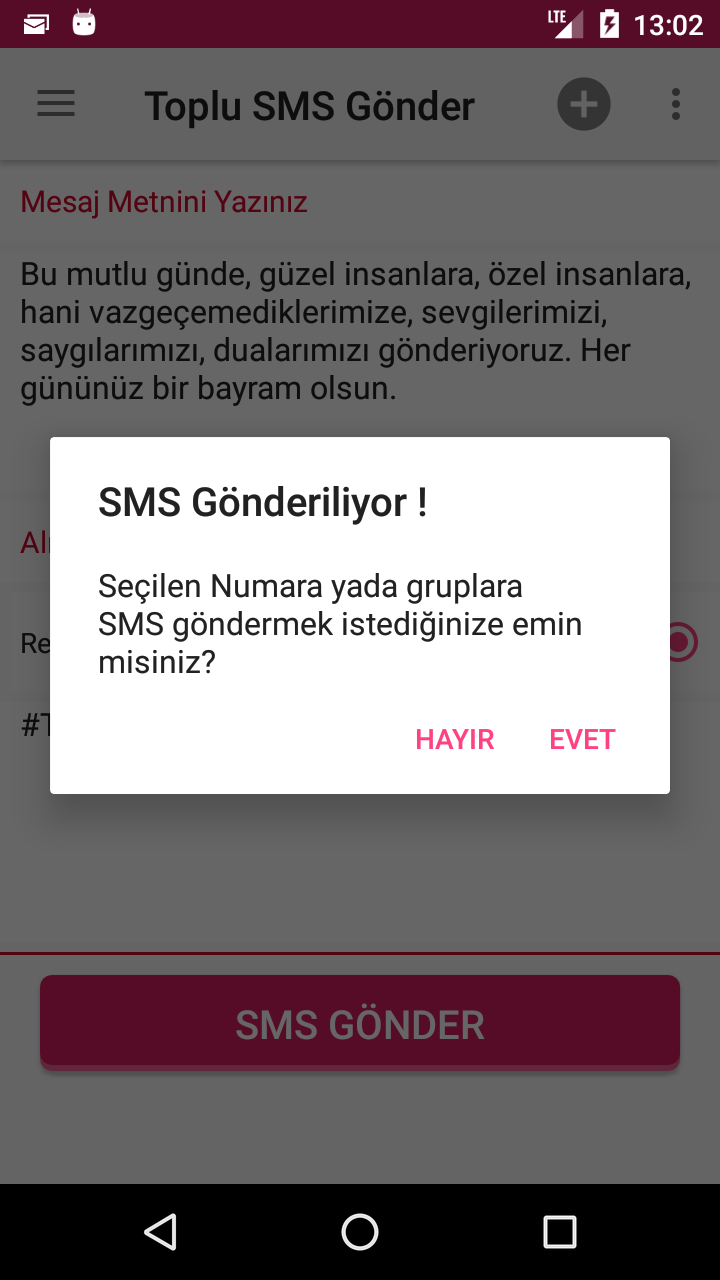 LTE 13:02
Toplu SMS Gönder
Mesaj Metnini Yazınız
Bu mutlu günde, güzel insanlara, özel insanlara,
hani vazgeçemediklerimize, sevgilerimizi,
saygılarımızı, dualarımızı gönderiyoruz. Her
gününüz bir bayram olsun.
SMS Gönderiliyor !
Seçilen Numara yada gruplara
SMS göndermek istediğinize emin
misiniz?
HAYIR EVET
SMS GÖNDER